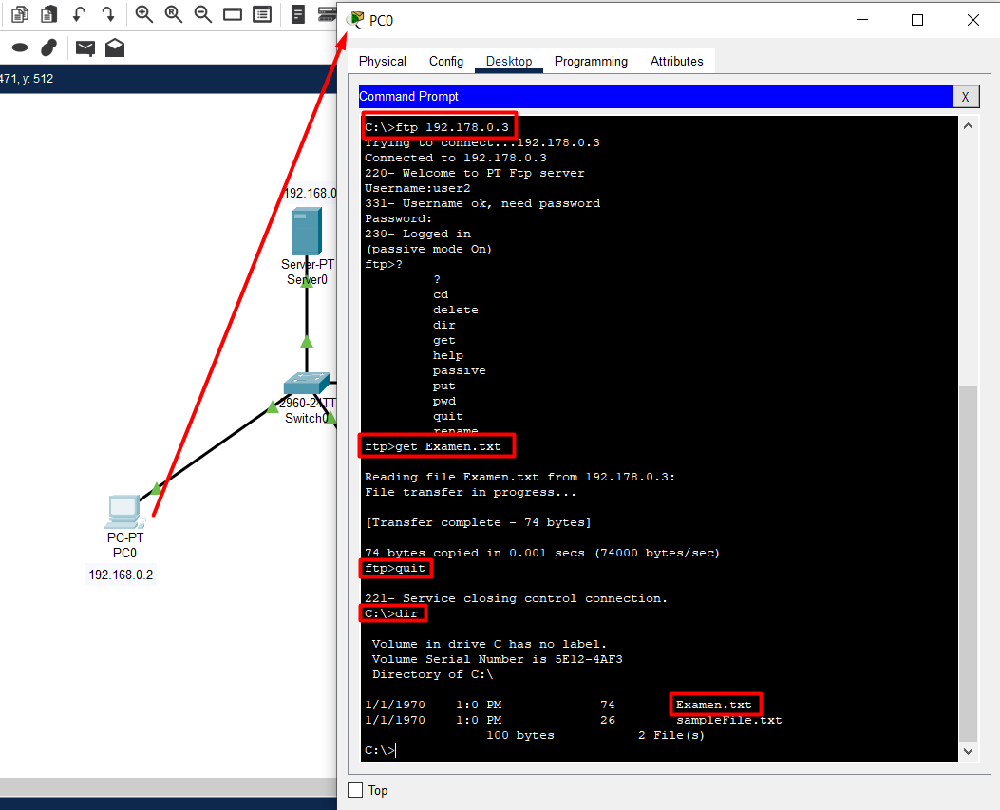 PC0
Physical Config Desktop Programming Attributes
471, y: 512
Command Prompt
X
C:\>ftp 192.178.0.3
Trying to connect...192.178.0.3
Connected to 192.178.0.3
220- Welcome to PT Ftp server
Username:user2
331- Username ok, need password
Password:
230- Logged in
(passive mode On)
ftp>?
?
cd
delete
dir
get
help
passive
put
pwd
quit
rename
ftp>get Examen.txt
Reading file Examen.txt from 192.178.0.3:
File transfer in progress...
[Transfer complete - 74 bytes]
74 bytes copied in 0.001 secs (74000 bytes/sec)
ftp>quit
221- Service closing control connection.
C:\>dir
Volume in drive C has no label.
Volume Serial Number is 5E12-4AF3
Directory of C:\
1/1/1970 1:0 PM 74 Examen.txt
1/1/1970 1:0 PM 26 sampleFile.txt
100 bytes 2 File(s)
C:\>
Top
192.168.0
Server-PT
Server0
2960-24TT
Switch0
PC-PT
PC0
192.168.0.2